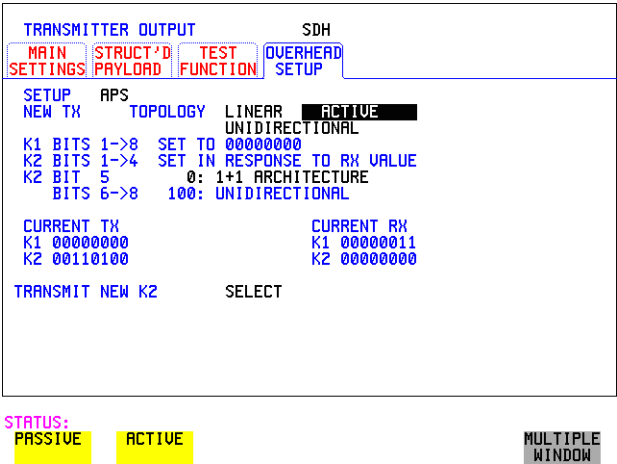 TRANSMITTER OUTPUT SDH
MAIN SETTINGS STRUCT'D PAYLOAD TEST FUNCTION OVERHEAD SETUP
SETUP APS
NEW TX TOPOLOGY LINEAR ACTIVE
UNIDIRECTIONAL
K1 BITS 1->8 SET TO 00000000
K2 BITS 1->4 SET IN RESPONSE TO RX VALUE
K2 BIT 5 0: 1+1 ARCHITECTURE
BITS 6->8 100: UNIDIRECTIONAL
CURRENT TX CURRENT RX
K1 00000000 K1 00000011
K2 00110100 K2 00000000
TRANSMIT NEW K2 SELECT
STATUS:
PASSIVE ACTIVE MULTIPLE WINDOW